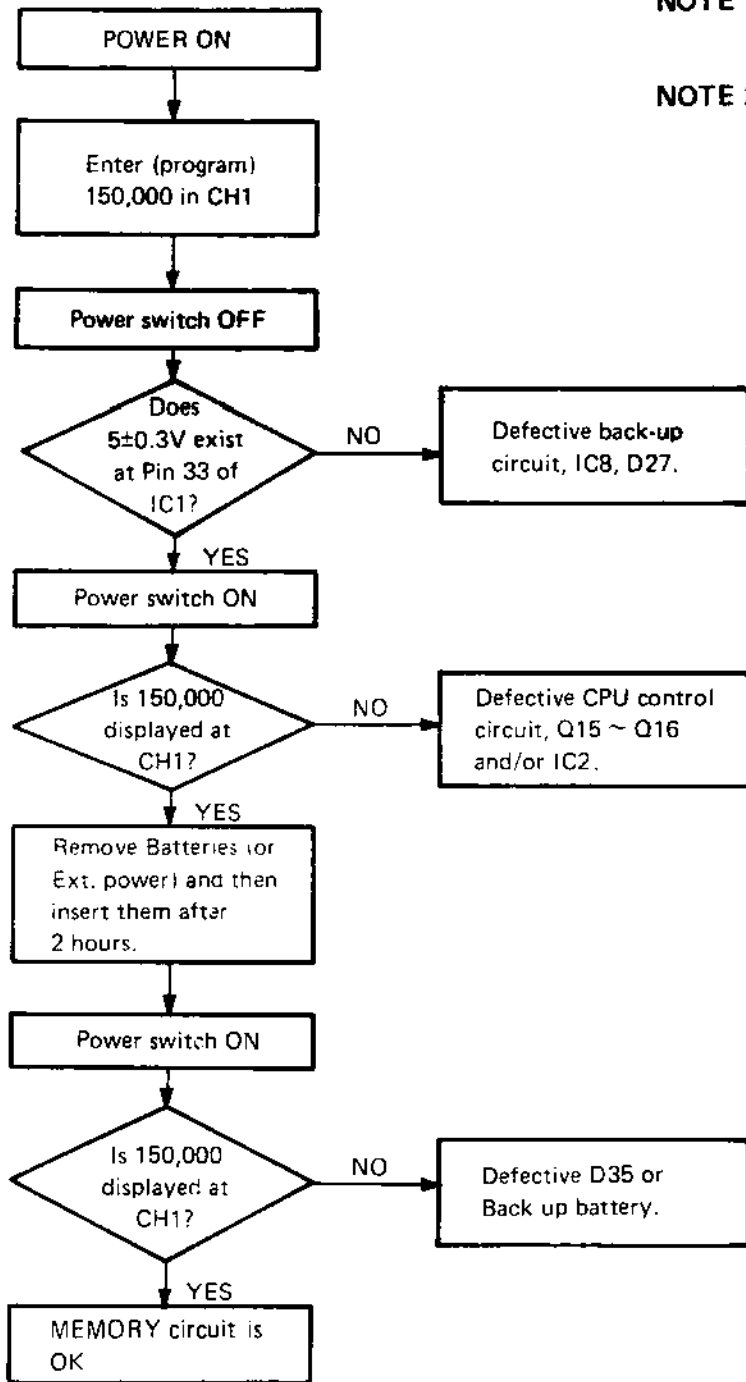 NOTE
NOTE
POWER ON
Enter (program)
150,000 in CH1
Power switch OFF
Does
5±0.3V exist
at Pin 33 of
IC1?
NO
Defective back-up
circuit, IC8, D27.
YES
Power switch ON
Is 150,000
displayed at
CH1?
NO
Defective CPU control
circuit, Q15 ~ Q16
and/or IC2.
YES
Remove Batteries (or
Ext. power) and then
insert them after
2 hours.
Power switch ON
Is 150,000
displayed at
CH1?
NO
Defective D35 or
Back up battery.
YES
MEMORY circuit is
OK